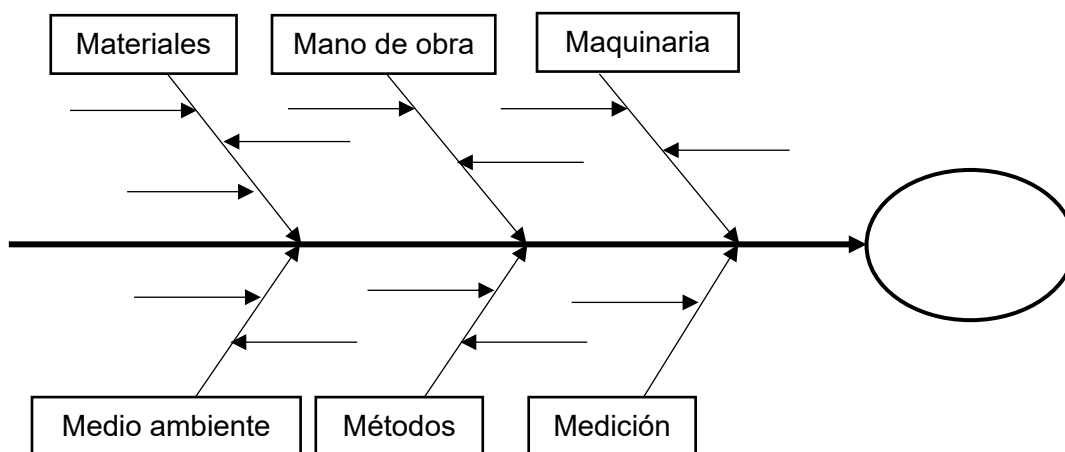 Materiales
Mano de obra
Maquinaria
Medio ambiente
Métodos
Medición